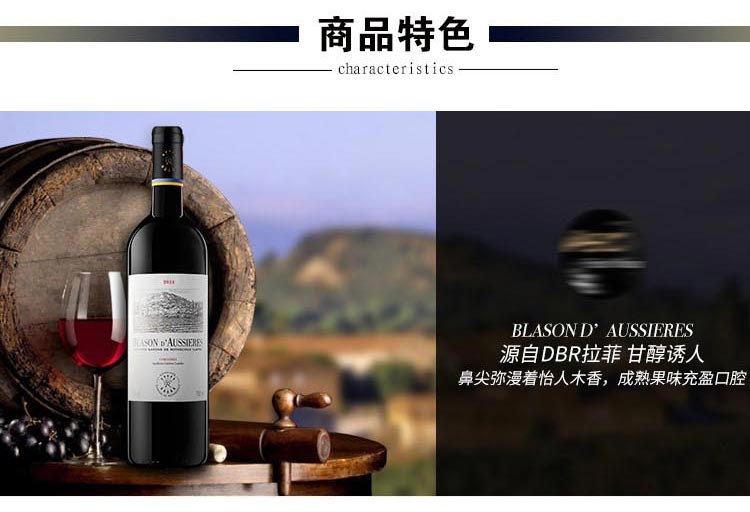 商品特色
characteristics
BLASON D'AUSSIERES
BLASON D' AUSSIERES
源自DBR拉菲 甘醇诱人
鼻尖弥漫着怡人木香，成熟果味充盈口腔